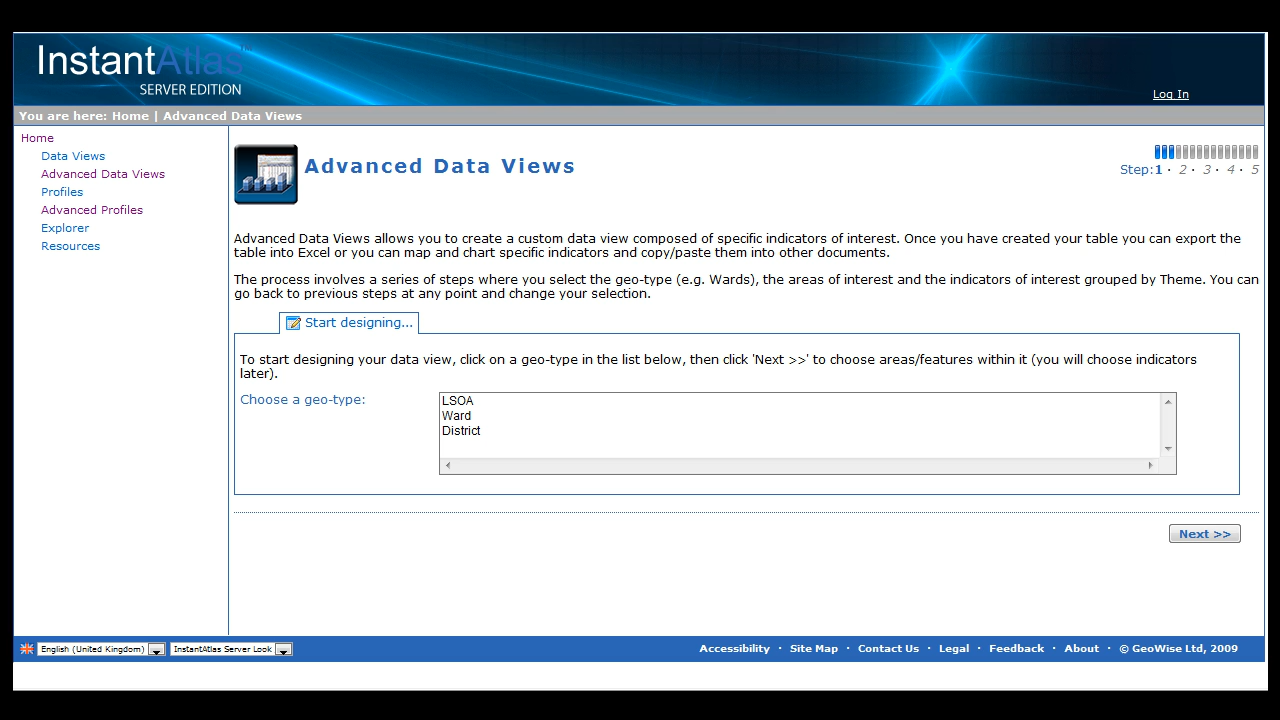 InstantAtlas™
SERVER EDITION
Log In
You are here: Home | Advanced Data Views
Home
Data Views
Advanced Data Views
Profiles
Advanced Profiles
Explorer
Resources
Advanced Data Views
Step:1 · 2 · 3 · 4 · 5
Advanced Data Views allows you to create a custom data view composed of specific indicators of interest. Once you have created your table you can export the
table into Excel or you can map and chart specific indicators and copy/paste them into other documents.
The process involves a series of steps where you select the geo-type (e.g. Wards), the areas of interest and the indicators of interest grouped by Theme. You can
go back to previous steps at any point and change your selection.
Start designing...
To start designing your data view, click on a geo-type in the list below, then click 'Next >>' to choose areas/features within it (you will choose indicators
later).
Choose a geo-type:
LSOA
Ward
District
Next >>
English (United Kingdom) InstantAtlas Server Look
Accessibility · Site Map · Contact Us · Legal · Feedback · About · © GeoWise Ltd, 2009